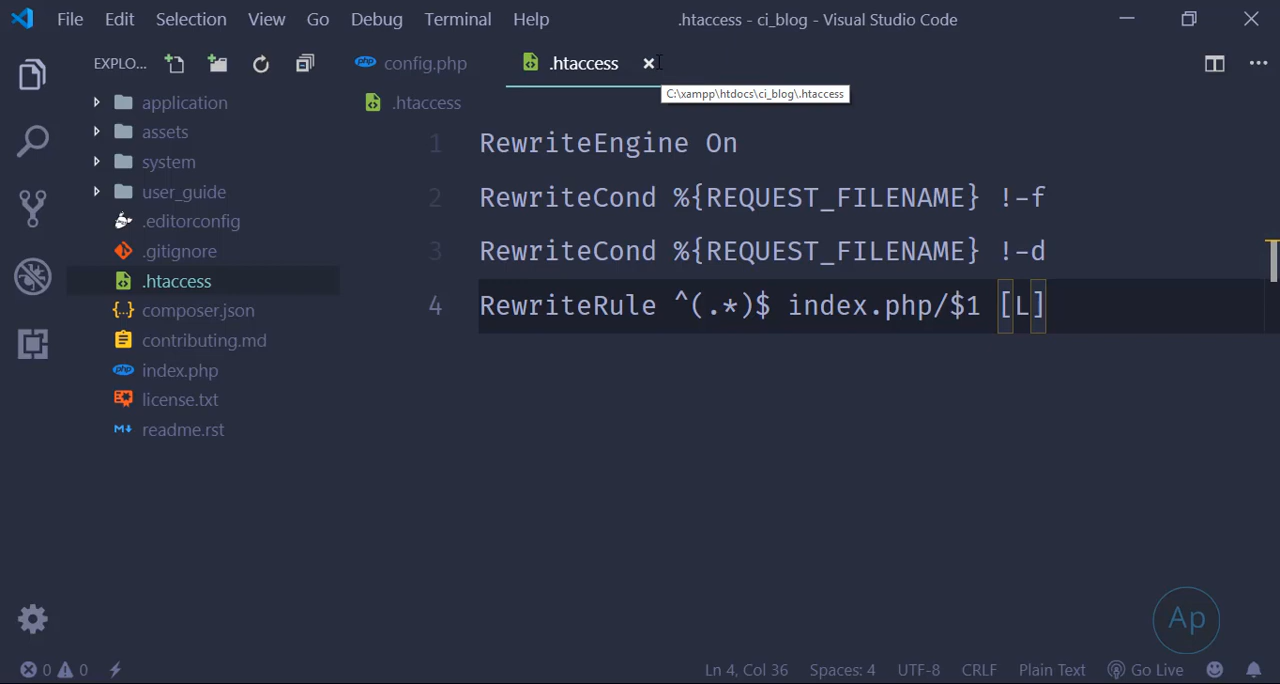 File Edit Selection View Go Debug Terminal Help .htaccess - ci_blog - Visual Studio Code
EXPLO... php config.php .htaccess
C:\xampp\htdocs\ci_blog\.htaccess
application
assets
system
user_guide
.editorconfig
.gitignore
.htaccess
{..} composer.json
contributing.md
php index.php
license.txt
M↓ readme.rst
.htaccess
1 RewriteEngine On
2 RewriteCond %{REQUEST_FILENAME} !-f
3 RewriteCond %{REQUEST_FILENAME} !-d
4 RewriteRule ^(.*)$ index.php/$1 [L]
Ap
0 0 Ln 4, Col 36 Spaces: 4 UTF-8 CRLF Plain Text Go Live